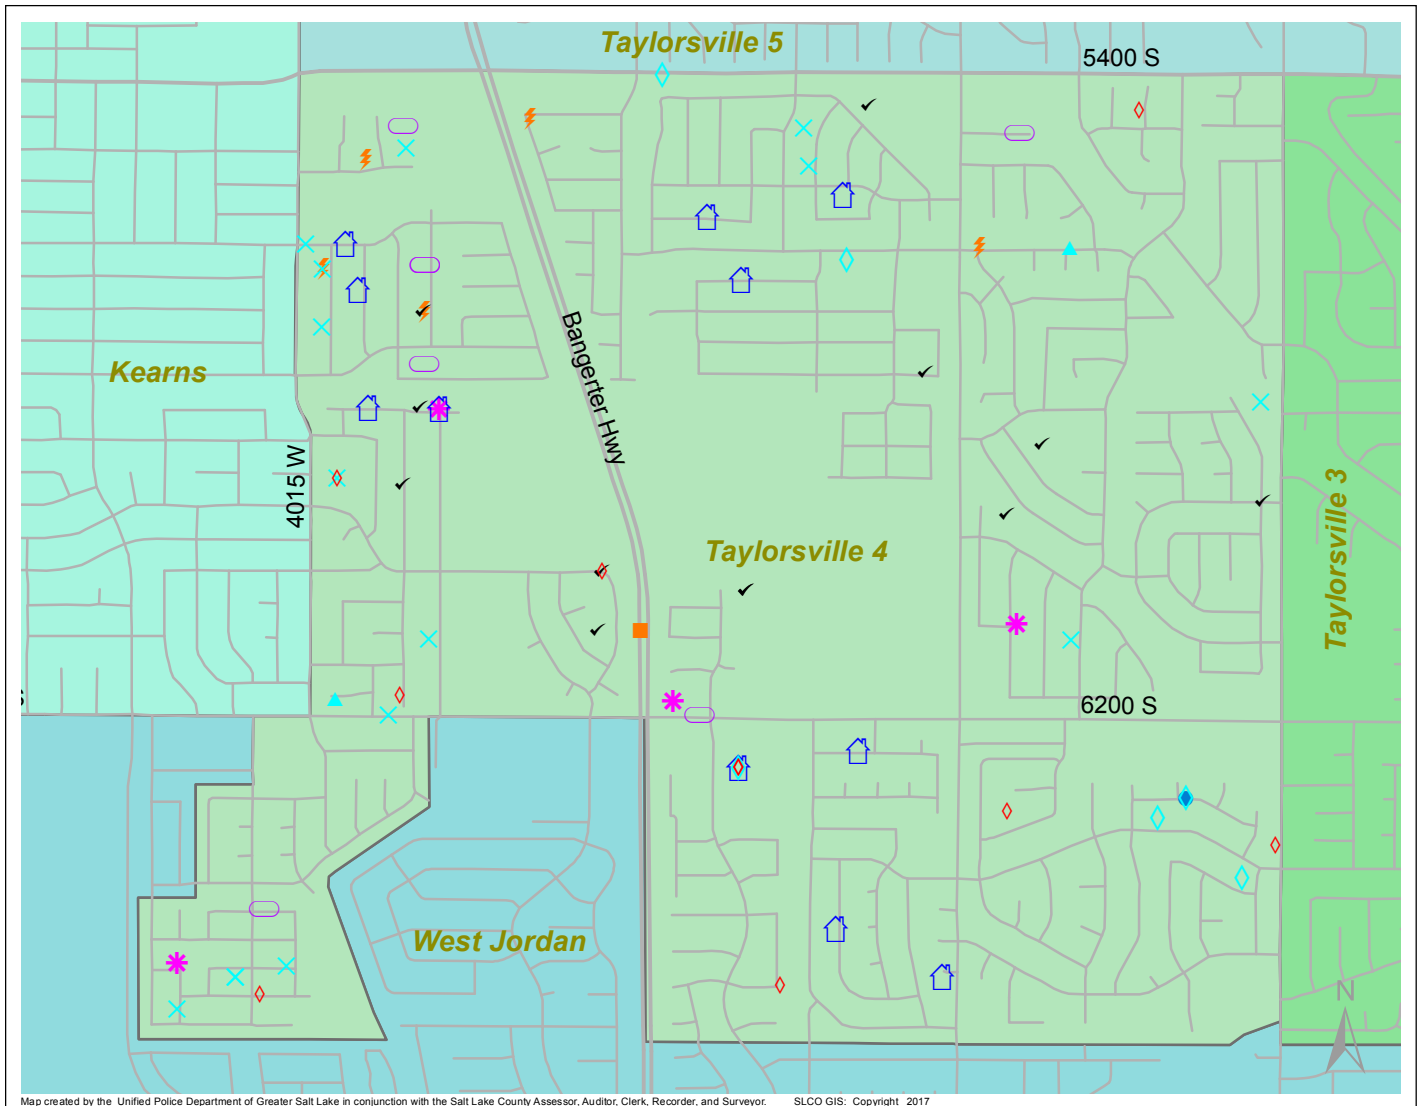 Taylorsville 5
5400 S
Bangerter Hwy
Kearns
4015 W
Taylorsville 4
Taylorsville 3
6200 S
West Jordan
N
Map created by the Unified Police Department of Greater Salt Lake in conjunction with the Salt Lake County Assessor, Auditor, Clerk, Recorder, and Surveyor. SLCO GIS: Copyright 2017